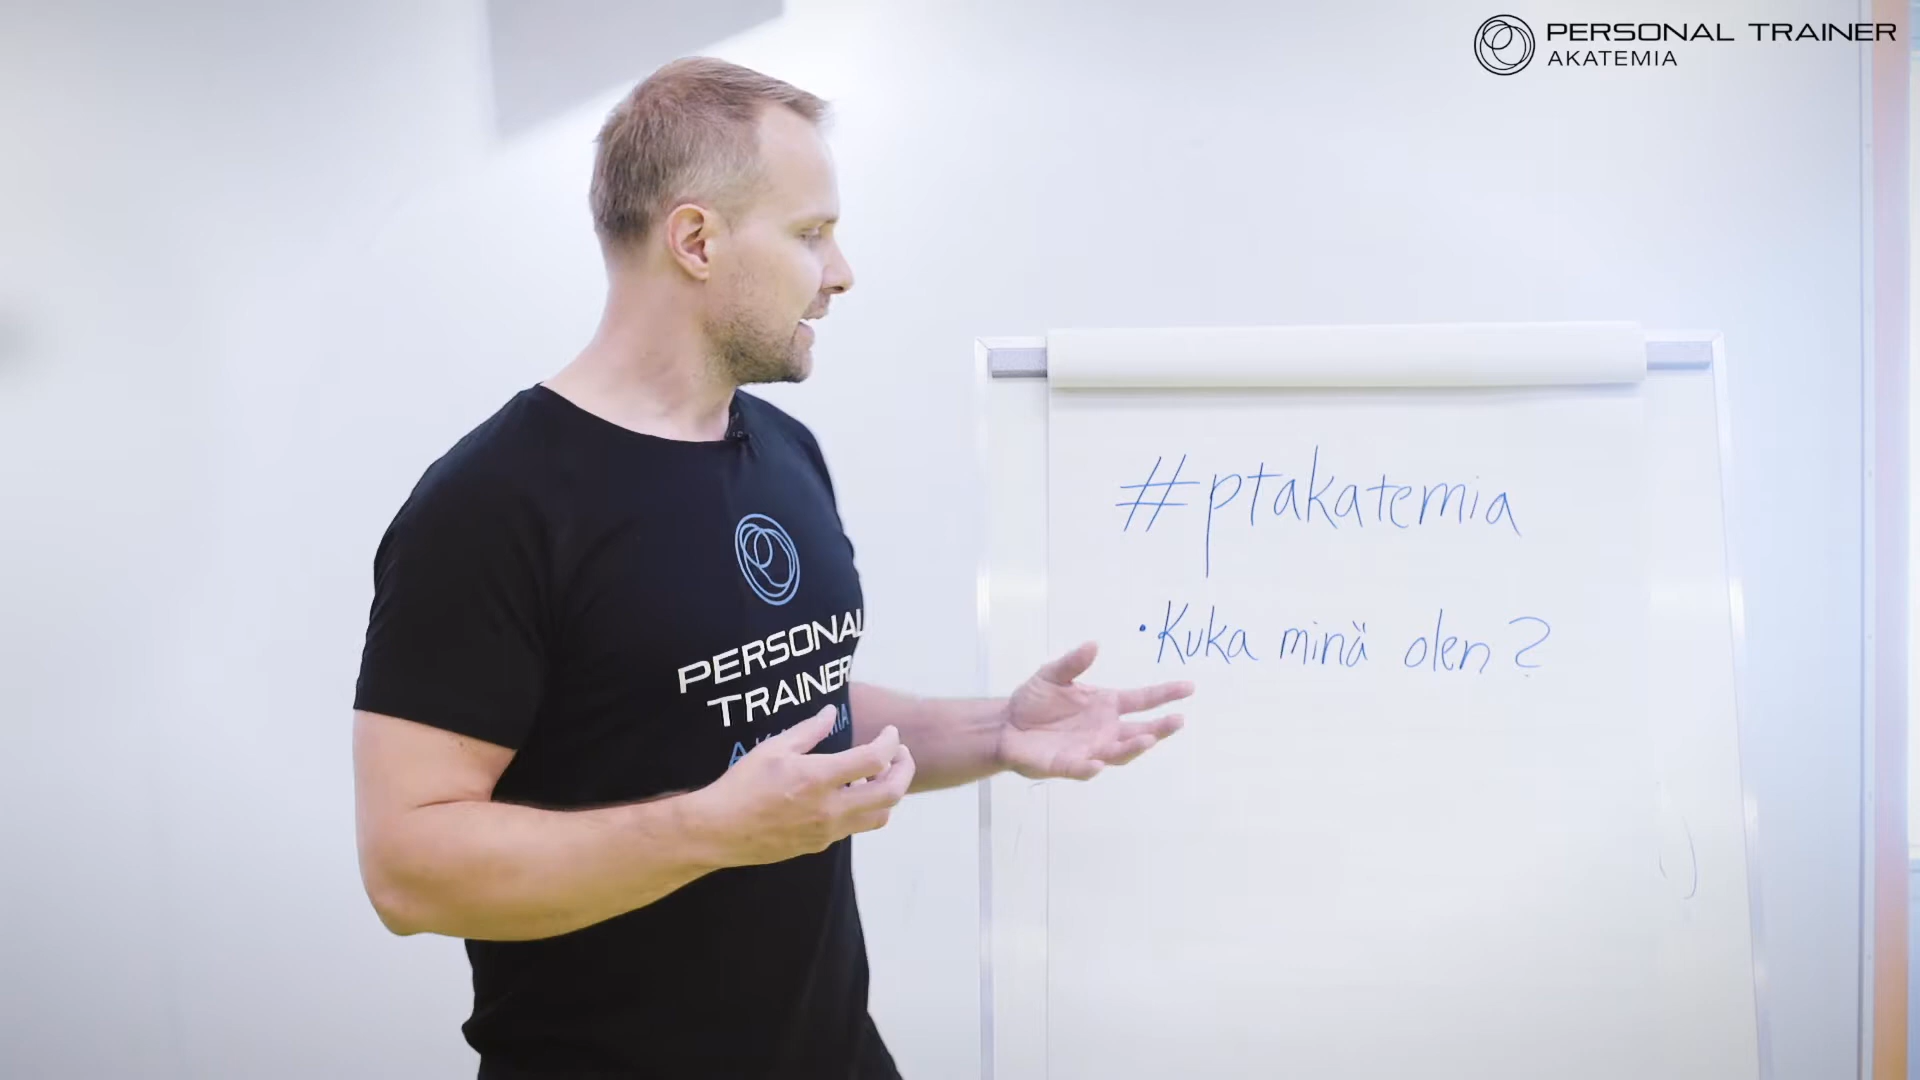 PERSONAL TRAINER
AKATEMIA
#ptakatemia
• Kuka minä olen?
PERSONAL
TRAINER